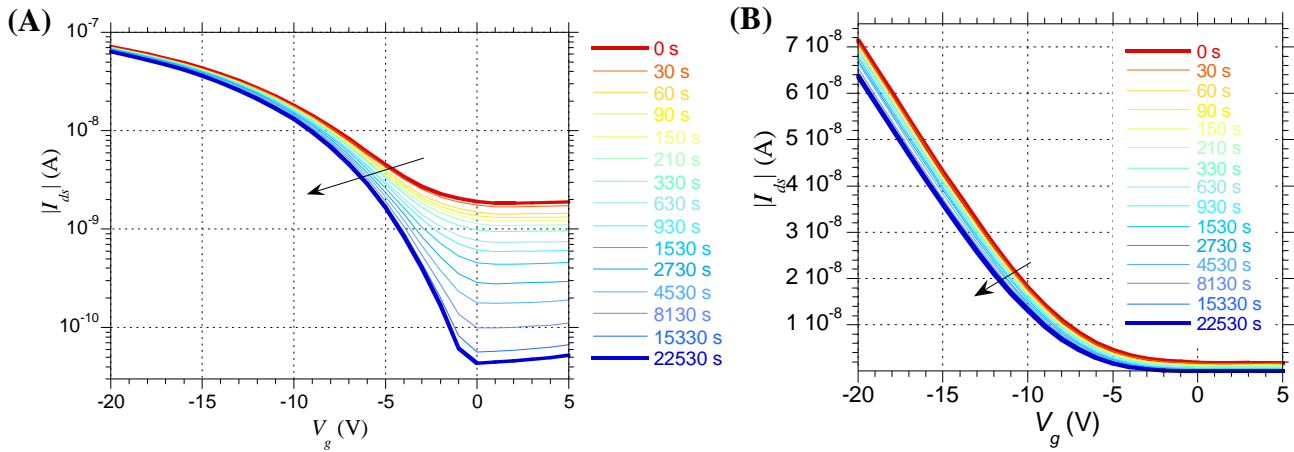 (A)
|I_ds| (A)
10^-7
10^-8
10^-9
10^-10
-20 -15 -10 -5 0 5
V_g (V)
0 s
30 s
60 s
90 s
150 s
210 s
330 s
630 s
930 s
1530 s
2730 s
4530 s
8130 s
15330 s
22530 s
(B)
|I_ds| (A)
7 10^-8
6 10^-8
5 10^-8
4 10^-8
3 10^-8
2 10^-8
1 10^-8
-20 -15 -10 -5 0 5
V_g (V)
0 s
30 s
60 s
90 s
150 s
210 s
330 s
630 s
930 s
1530 s
2730 s
4530 s
8130 s
15330 s
22530 s